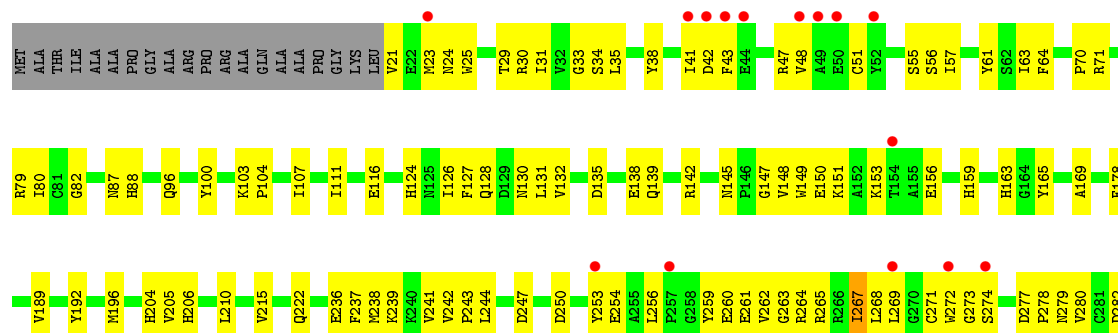 MET ALA THR ILE ALA ALA PRO GLY ALA ARG PRO ARG ALA GLN ALA ALA PRO GLY LYS LEU V21 E22 M23 N24 W25 T29 R30 I31 V32 G33 S34 L35 Y38 I41 D42 F43 E44 R47 V48 A49 E50 C51 Y52 S55 S56 I57 Y61 S62 I63 F64 P70 R71
R79 I80 C81 G82 N87 H88 Q96 Y100 K103 P104 I107 I111 E116 H124 N125 I126 F127 Q128 D129 N130 L131 V132 D135 E138 Q139 R142 N145 P146 G147 V148 W149 E150 K151 A152 K153 T154 A155 E156 H159 H163 G164 Y165 A169
V189 Y192 M196 H204 V205 H206 L210 V215 Q222 E236 F237 M238 K239 K240 V241 V242 P243 L244 D247 D250 Y253 E254 A255 L256 P257 G258 Y259 E260 E261 V262 G263 R264 R265 R266 I267 L268 L269 G270 C271 W272 G273 S274 D277 P278 N279 V280 C281